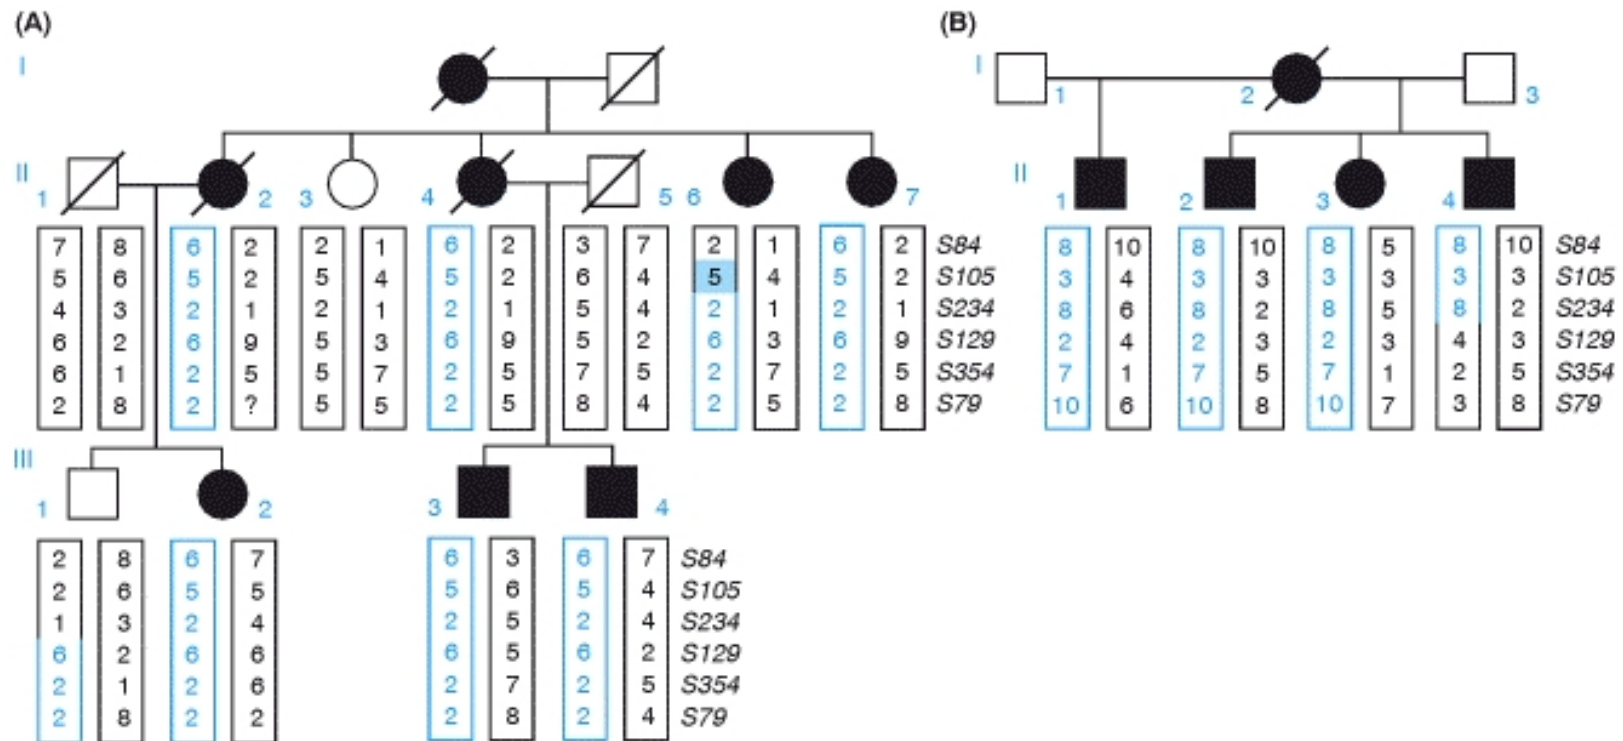 (A) (B)
I I
1 2 3
II 1 2 3 4 5 6 7 II 1 2 3 4
7 8 6 2 2 1 6 2 3 7 2 1 6 2 S84 8 10 8 10 8 5 8 10 S84
5 6 5 2 5 4 5 2 6 4 5 4 5 2 S105 3 4 3 3 3 3 3 3 S105
4 3 2 1 2 1 2 1 5 4 2 1 2 1 S234 8 6 8 2 8 5 8 2 S234
6 2 6 9 5 3 6 9 5 2 6 3 6 9 S129 2 4 2 3 2 3 4 3 S129
6 1 2 5 5 7 2 5 7 5 2 7 2 5 S354 7 1 7 5 7 1 2 5 S354
2 8 2 ? 5 5 2 5 8 4 2 5 2 8 S79 10 6 10 8 10 7 3 8 S79
III
1 2 3 4
2 8 6 7 6 3 6 7 S84
2 6 5 5 5 6 5 4 S105
1 3 2 4 2 5 2 4 S234
6 2 6 6 6 5 6 2 S129
2 1 2 6 2 7 2 5 S354
2 8 2 2 2 8 2 4 S79